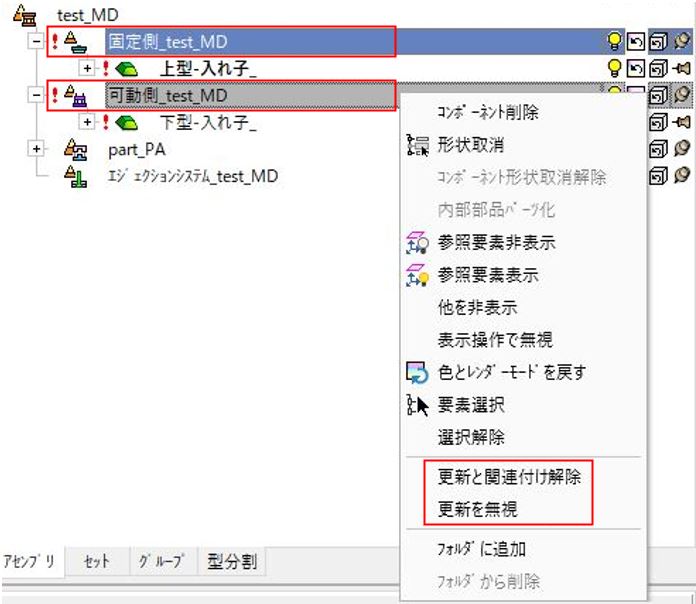 test_MD
固定側_test_MD
上型-入れ子_
可動側_test_MD
下型-入れ子_
part_PA
ｴｼﾞｪｸｼｮﾝｼｽﾃﾑ_test_MD
ｺﾝﾎﾟｰﾈﾝﾄ削除
形状取消
ｺﾝﾎﾟｰﾈﾝﾄ形状取消解除
内部部品ﾊﾟｰﾂ化
参照要素非表示
参照要素表示
他を非表示
表示操作で無視
色とﾚﾝﾀﾞｰﾓｰﾄﾞを戻す
要素選択
選択解除
更新と関連付け解除
更新を無視
ﾌｫﾙﾀﾞに追加
ﾌｫﾙﾀﾞから削除
ｱｾﾝﾌﾞﾘ ｾｯﾄ ｸﾞﾙｰﾌﾟ 型分割